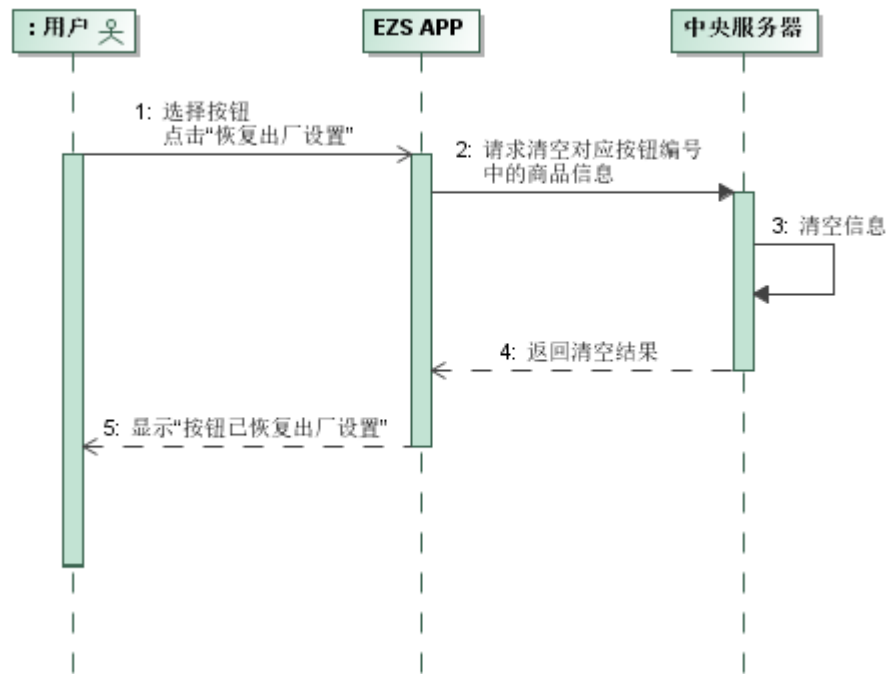 : 用户
EZS APP
中央服务器
1: 选择按钮
点击“恢复出厂设置”
2: 请求清空对应按钮编号
中的商品信息
3: 清空信息
4: 返回清空结果
5: 显示“按钮已恢复出厂设置”